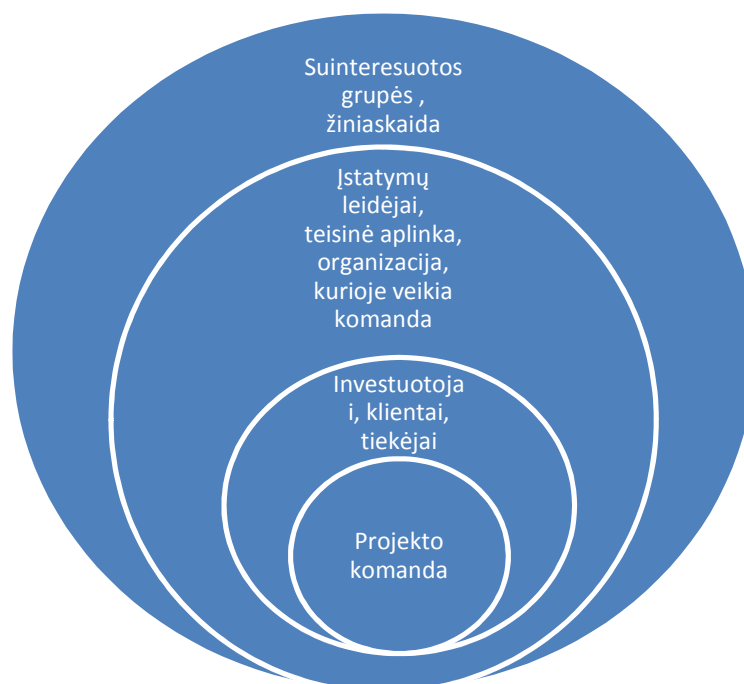 Suinteresuotos
grupės ,
žiniaskaida
Įstatymų
leidėjai,
teisinė aplinka,
organizacija,
kurioje veikia
komanda
Investuotoja
i, klientai,
tiekėjai
Projekto
komanda